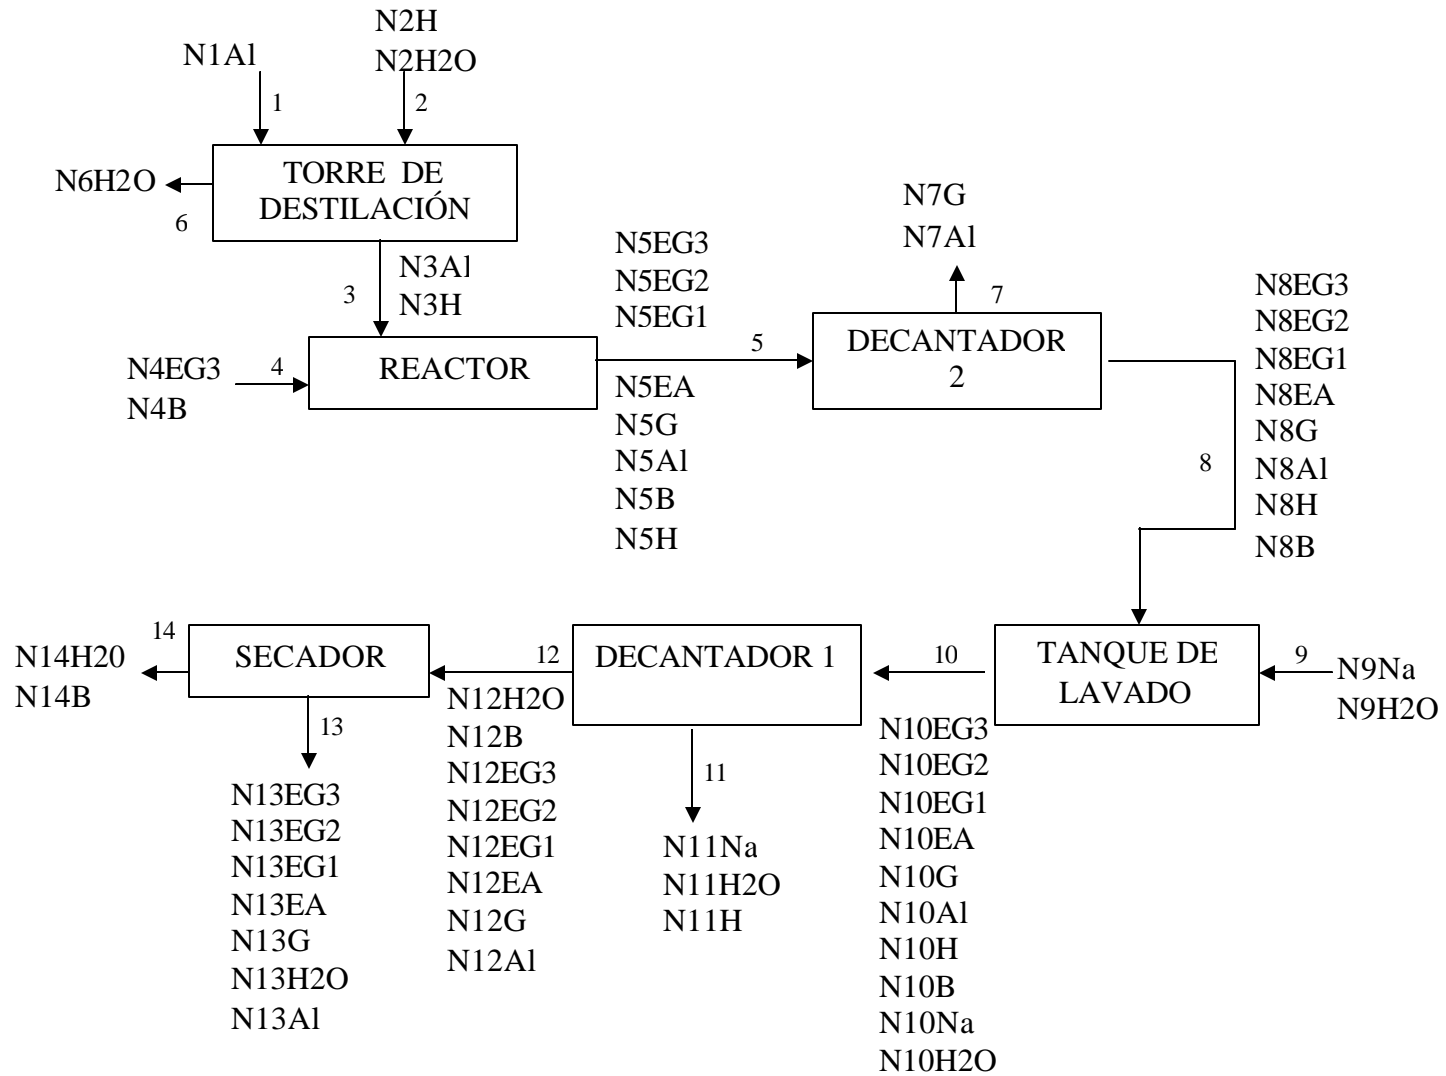 N2H
N2H2O
N1Al
1
2
TORRE DE
DESTILACIÓN
N6H2O
6
N3Al
N3H
3
N4EG3
N4B
4
REACTOR
N5EG3
N5EG2
N5EG1
5
N5EA
N5G
N5Al
N5B
N5H
N7G
N7Al
7
DECANTADOR
2
N8EG3
N8EG2
N8EG1
N8EA
N8G
N8Al
N8H
N8B
8
14
N14H20
N14B
SECADOR
13
N13EG3
N13EG2
N13EG1
N13EA
N13G
N13H2O
N13Al
12
N12H2O
N12B
N12EG3
N12EG2
N12EG1
N12EA
N12G
N12Al
DECANTADOR 1
11
N11Na
N11H2O
N11H
10
N10EG3
N10EG2
N10EG1
N10EA
N10G
N10Al
N10H
N10B
N10Na
N10H2O
TANQUE DE
LAVADO
9
N9Na
N9H2O